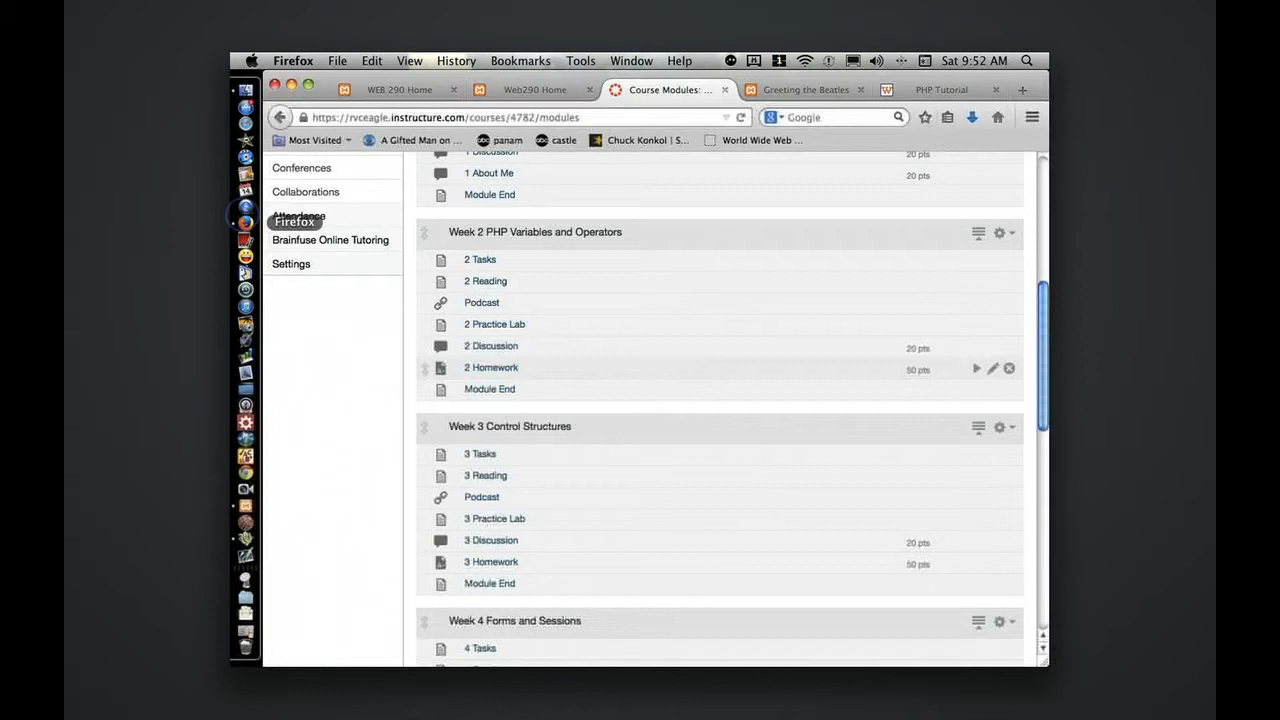 Firefox File Edit View History Bookmarks Tools Window Help Sat 9:52 AM
WEB 290 Home Web290 Home Course Modules: ... Greeting the Beatles PHP Tutorial
https://rvceagle.instructure.com/courses/4782/modules Google
Most Visited A Gifted Man on ... abc panam abc castle Chuck Konkol | S... World Wide Web ...
Conferences
Collaborations
Attendance
Firefox
Brainfuse Online Tutoring
Settings
1 Discussion 20 pts
1 About Me 20 pts
Module End
Week 2 PHP Variables and Operators
2 Tasks
2 Reading
Podcast
2 Practice Lab
2 Discussion 20 pts
2 Homework 50 pts
Module End
Week 3 Control Structures
3 Tasks
3 Reading
Podcast
3 Practice Lab
3 Discussion 20 pts
3 Homework 50 pts
Module End
Week 4 Forms and Sessions
4 Tasks